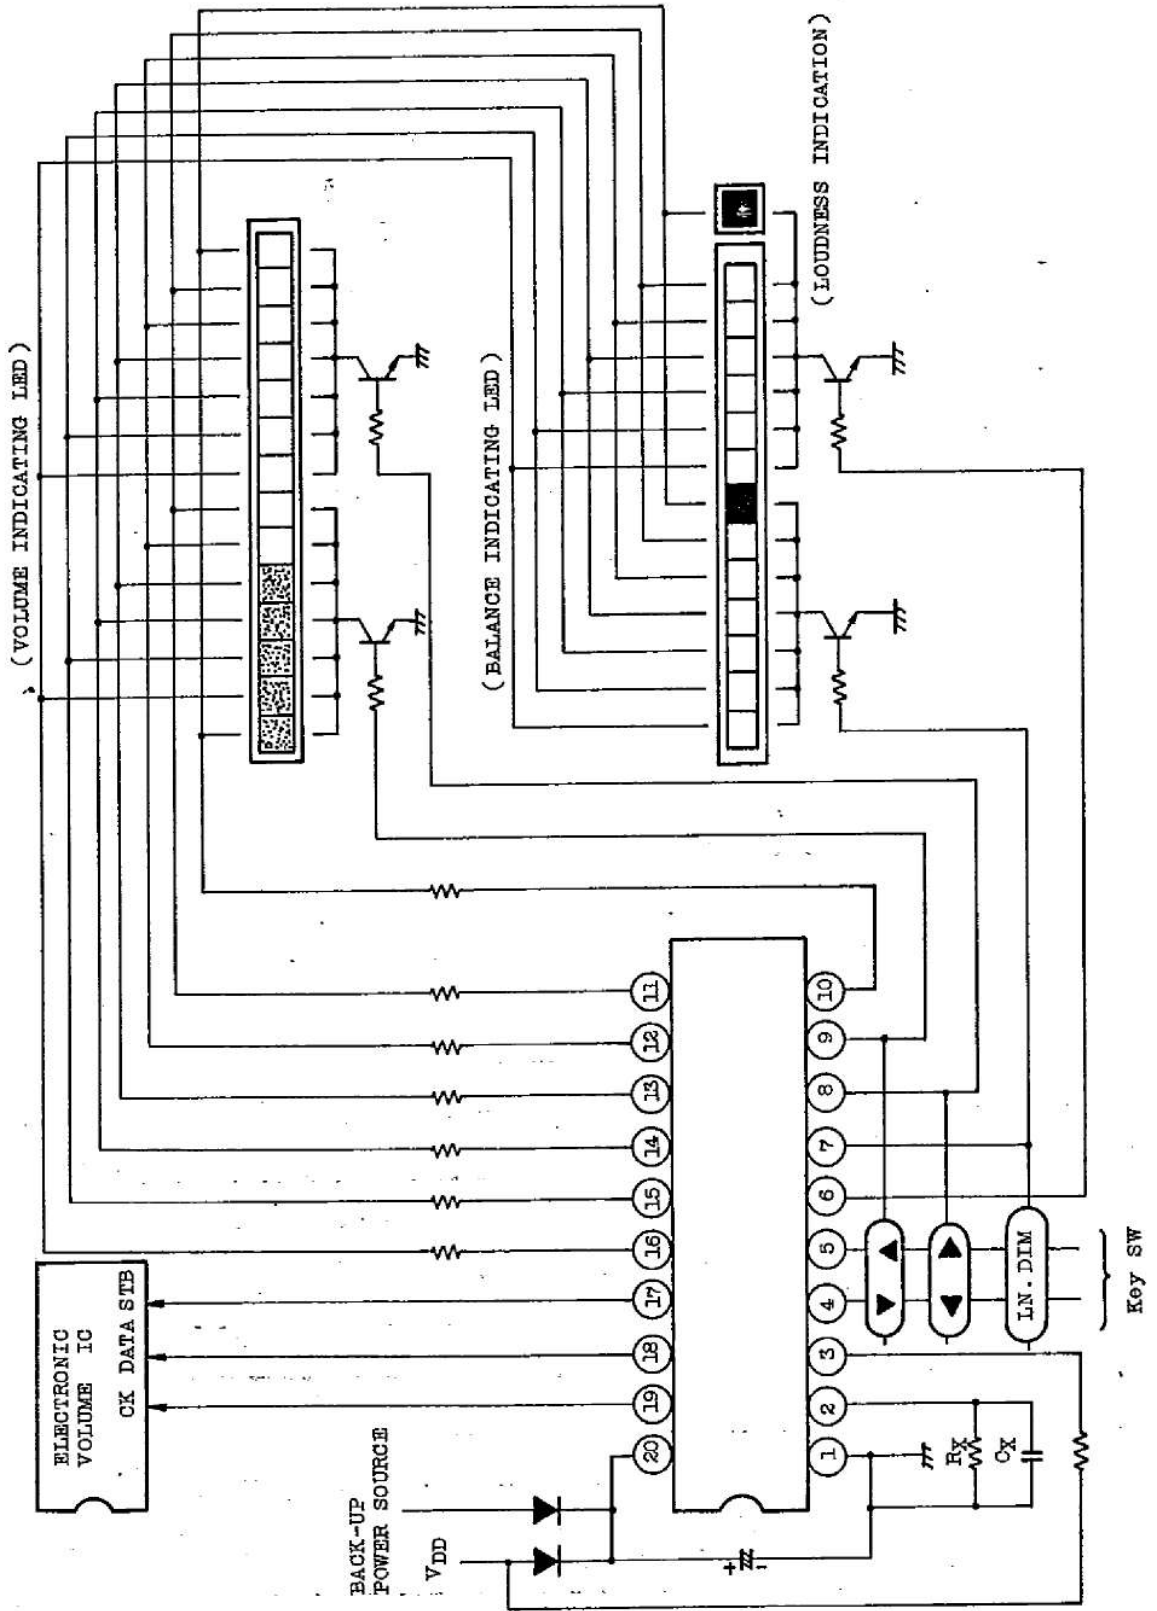 (VOLUME INDICATING LED)
(BALANCE INDICATING LED)
(LOUDNESS INDICATION)
ELECTRONIC
VOLUME IC
CK DATA STB
BACK-UP
POWER SOURCE
VDD
+
-
20
19
18
17
16
15
14
13
12
11
1
2
3
4
5
6
7
8
9
10
RX
CX
LN.DIM
Key SW